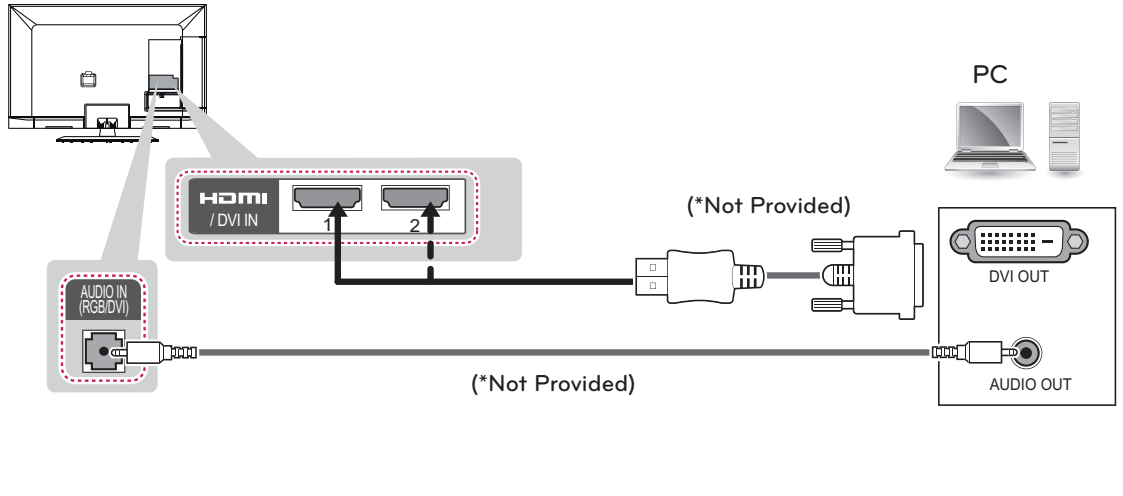 PC
HDMI
/ DVI IN
1
2
(*Not Provided)
DVI OUT
AUDIO IN
(RGB/DVI)
(*Not Provided)
AUDIO OUT